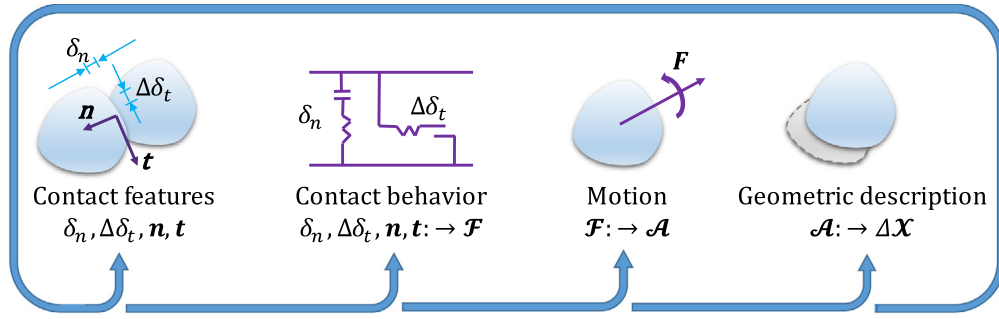 δₙ
Δδₜ
n
t
Contact features
δₙ, Δδₜ, n, t
δₙ
Δδₜ
Contact behavior
δₙ, Δδₜ, n, t: → ℱ
F
Motion
ℱ: → 𝒜
Geometric description
𝒜: → Δ𝒳